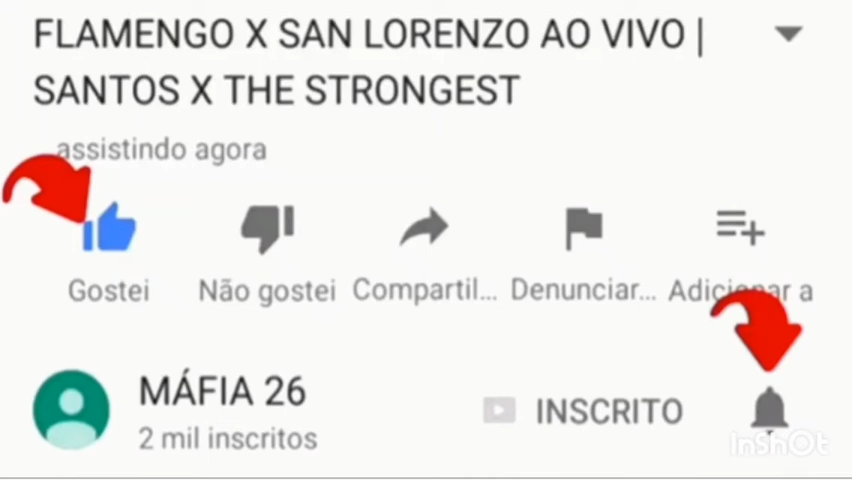 FLAMENGO X SAN LORENZO AO VIVO |
SANTOS X THE STRONGEST
assistindo agora
Gostei Não gostei Compartil... Denunciar... Adicionar a
MÁFIA 26
INSCRITO
2 mil inscritos
InShOt